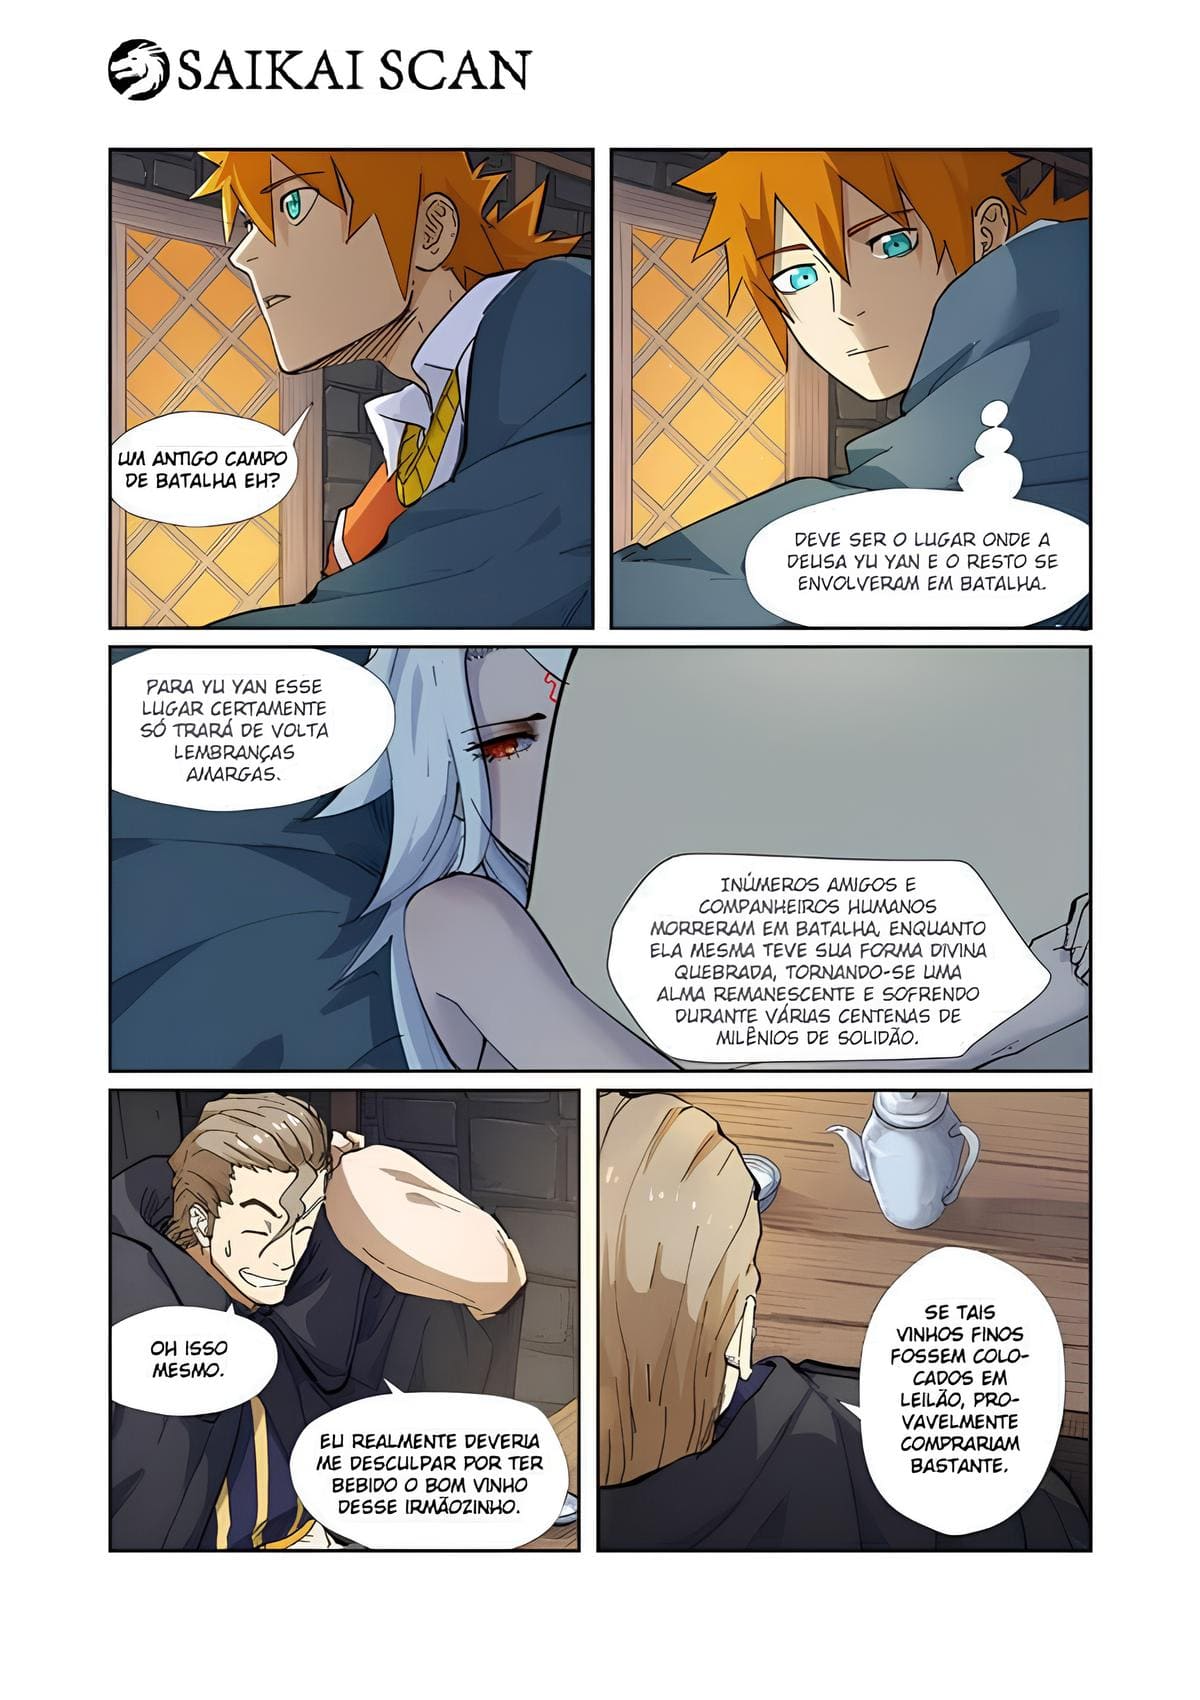 SAIKAI SCAN
UM ANTIGO CAMPO
DE BATALHA EH?
DEVE SER O LUGAR ONDE A
DEUSA YU YAN E O RESTO SE
ENVOLVERAM EM BATALHA.
PARA YU YAN ESSE
LUGAR CERTAMENTE
SÓ TRARÁ DE VOLTA
LEMBRANÇAS
AMARGAS.
INÚMEROS AMIGOS E
COMPANHEIROS HUMANOS
MORRERAM EM BATALHA, ENQUANTO
ELA MESMA TEVE SUA FORMA DIVINA
QUEBRADA, TORNANDO-SE UMA
ALMA REMANESCENTE E SOFRENDO
DURANTE VÁRIAS CENTENAS DE
MILÊNIOS DE SOLIDÃO.
OH ISSO
MESMO.
EU REALMENTE DEVERIA
ME DESCULPAR POR TER
BEBIDO O BOM VINHO
DESSE IRMÃOZINHO.
SE TAIS
VINHOS FINOS
FOSSEM COLO-
CADOS EM
LEILÃO, PRO-
VAVELMENTE
COMPRARIAM
BASTANTE.